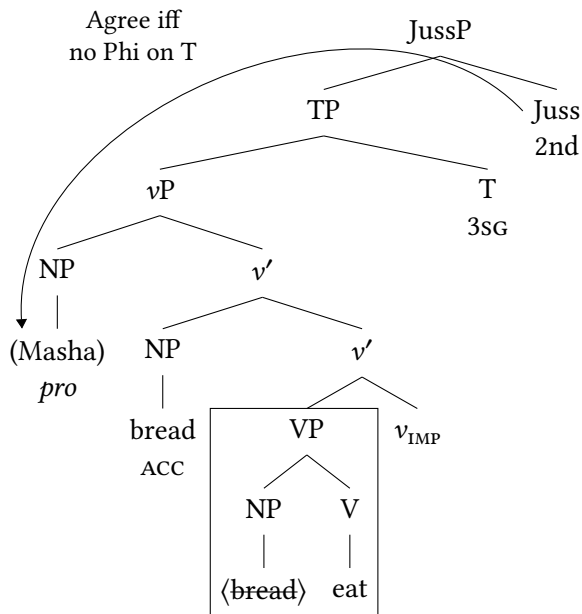 Agree iff
no Phi on T
JussP
TP
Juss
2nd
vP
T
3SG
NP
v′
(Masha)
pro
NP
v′
bread
ACC
VP
vIMP
NP
V
⟨bread⟩
eat